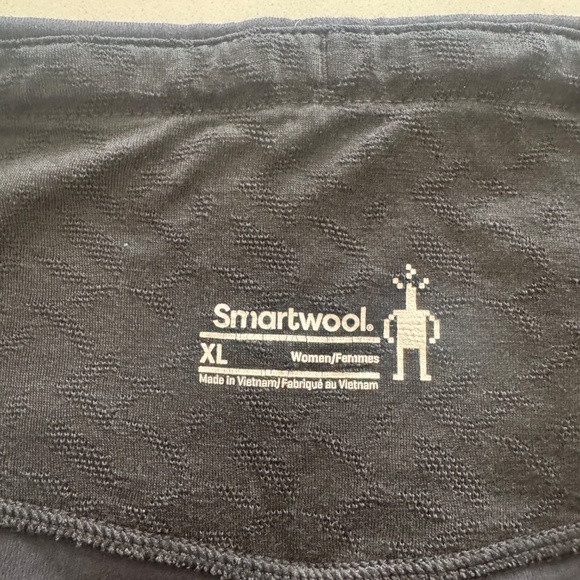 Smartwool®
XL Women/Femmes
Made in Vietnam/Fabriqué au Vietnam